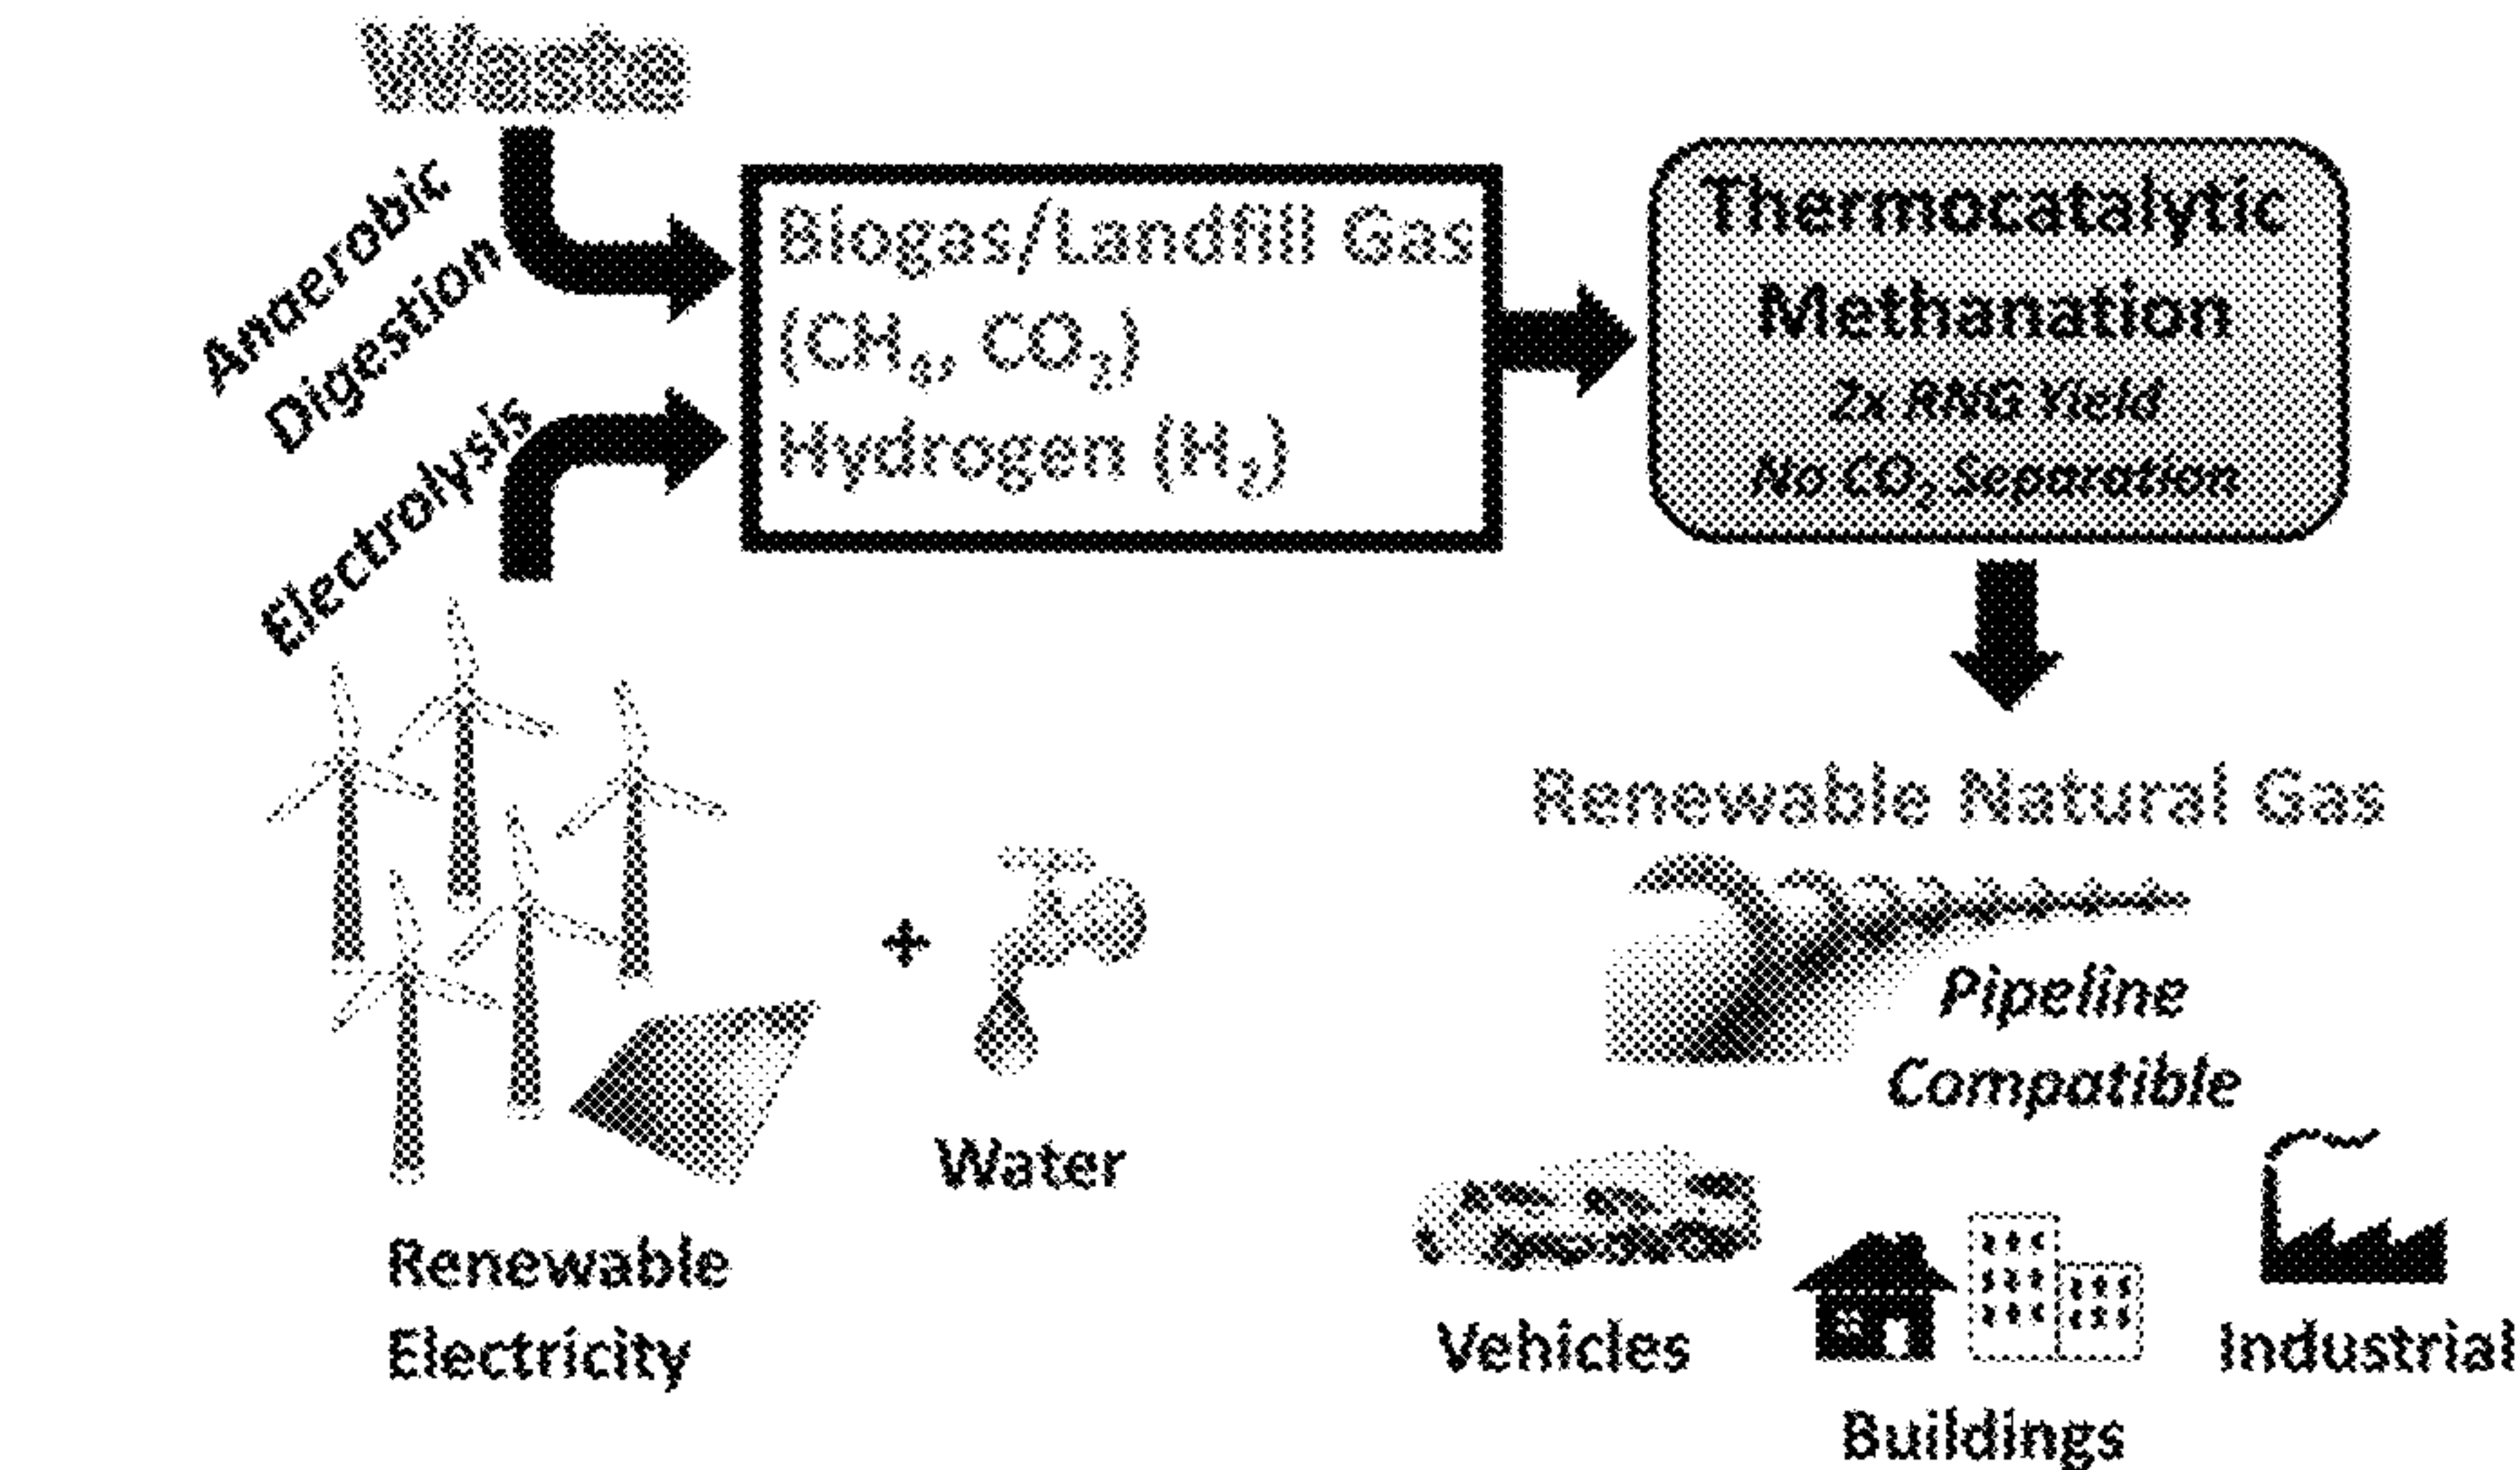 Waste
Anaerobic
Digestion
Electrolysis
Biogas/Landfill Gas
(CH₄, CO₂)
Hydrogen (H₂)
Thermocatalytic
Methanation
2x RNG Yield
No CO₂ Separation
Renewable Natural Gas
Pipeline
Compatible
Water
Renewable
Electricity
Vehicles
Buildings
Industrial